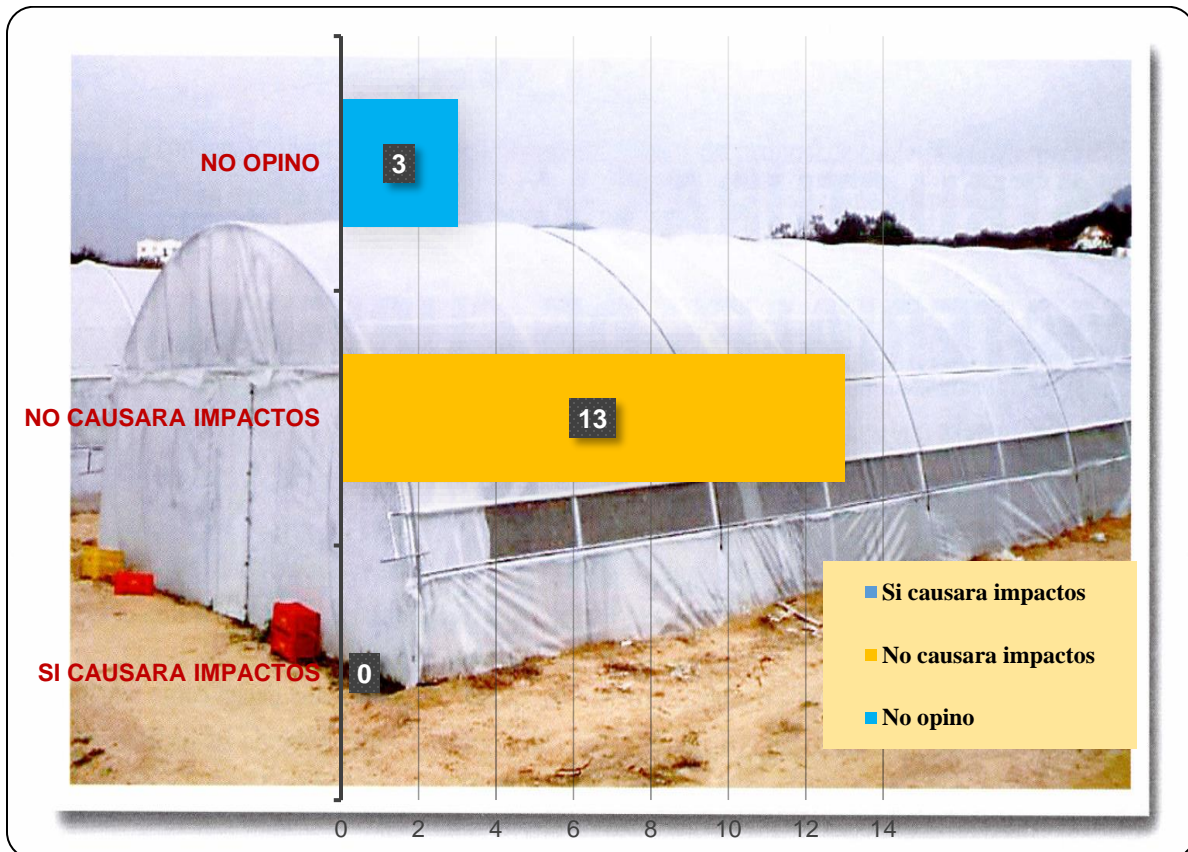 NO OPINO
3
NO CAUSARA IMPACTOS
13
SI CAUSARA IMPACTOS
0
Si causara impactos
No causara impactos
No opino
0 2 4 6 8 10 12 14